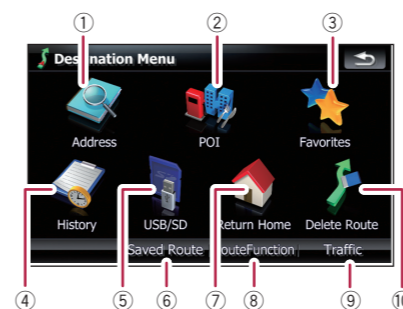 ① ② ③
Destination Menu
Address POI Favorites
History USB/SD Return Home Delete Route
Saved Route RouteFunction Traffic
④ ⑤ ⑥ ⑦ ⑧ ⑨ ⑩